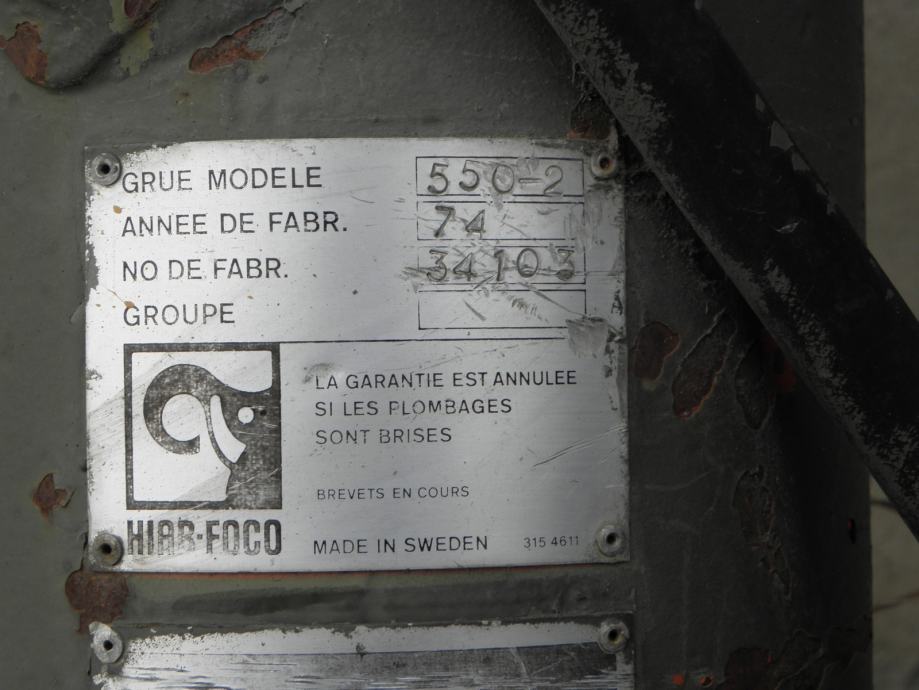 GRUE MODELE 550-2
ANNEE DE FABR. 74
NO DE FABR. 34103
GROUPE
LA GARANTIE EST ANNULEE
SI LES PLOMBAGES
SONT BRISES
BREVETS EN COURS
HIAB-FOCO
MADE IN SWEDEN 315 4611